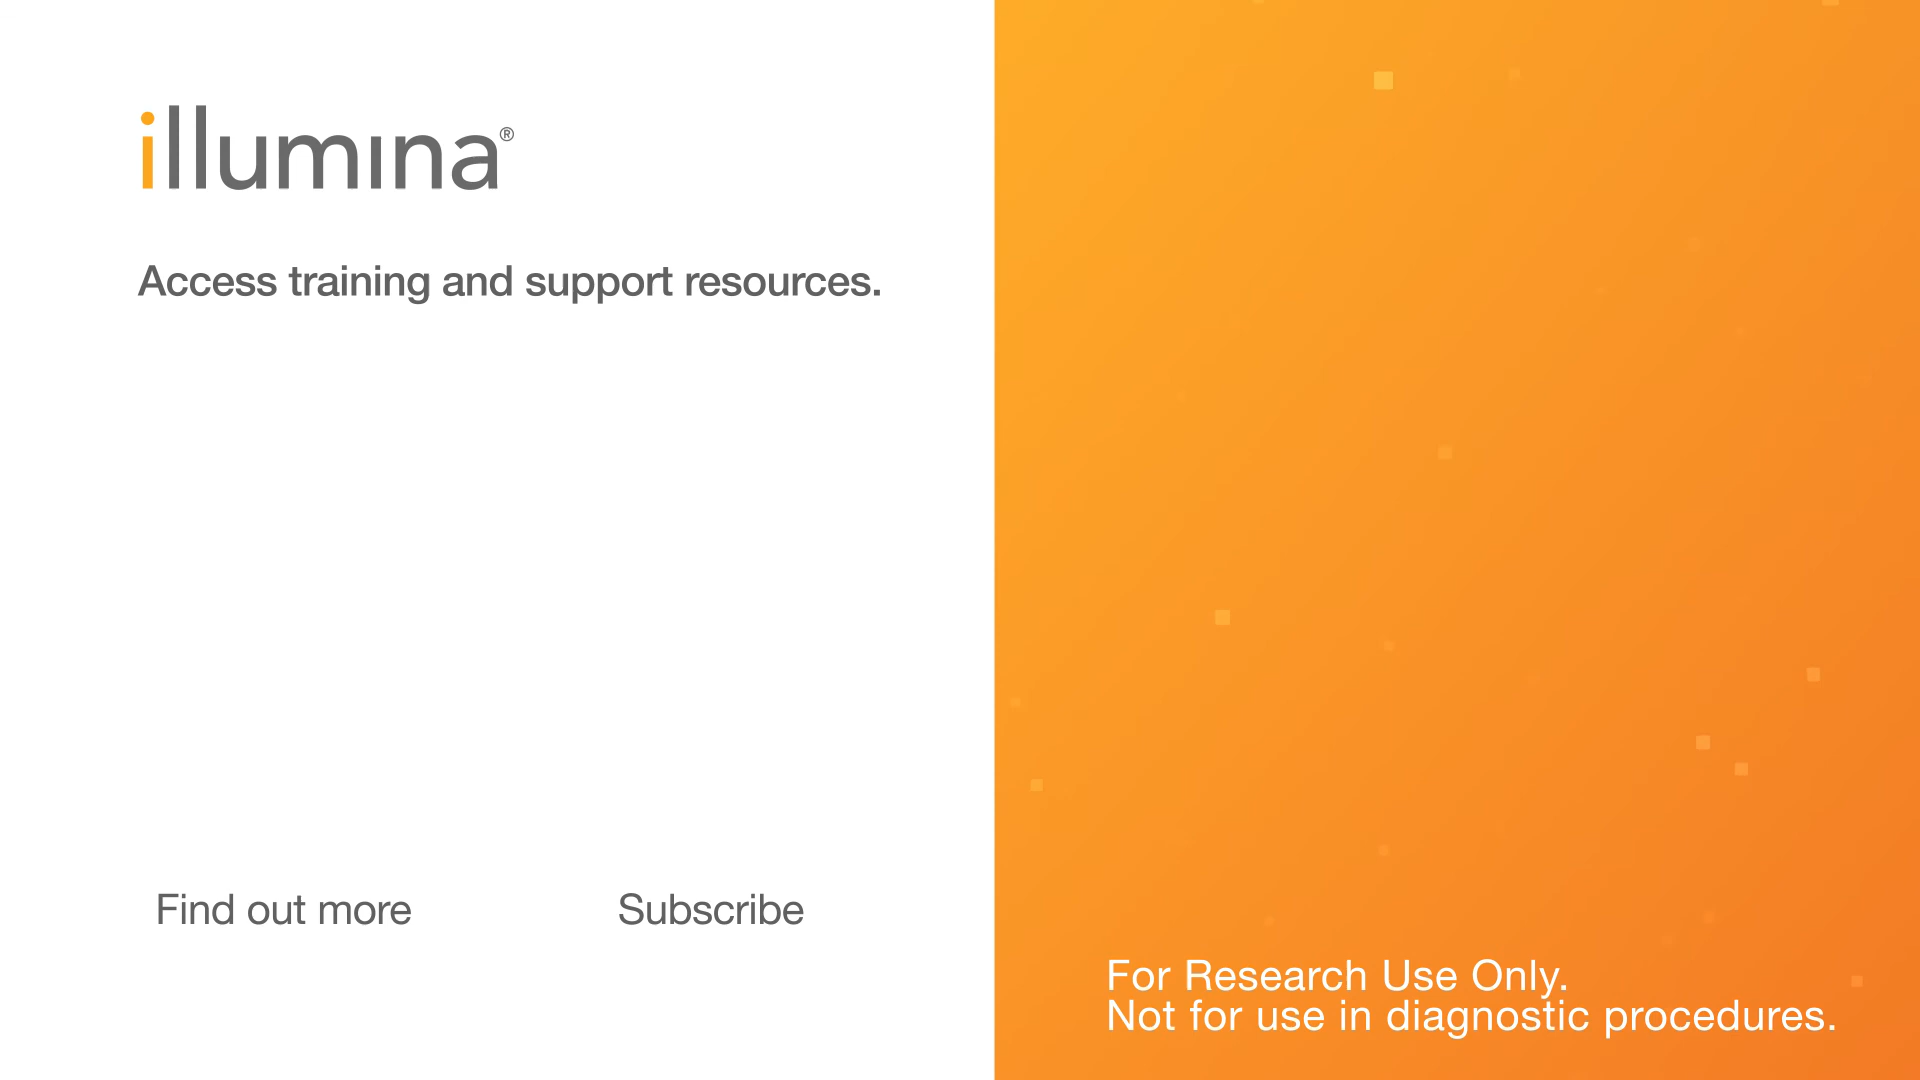 illumina®
Access training and support resources.
Find out more
Subscribe
For Research Use Only.
Not for use in diagnostic procedures.